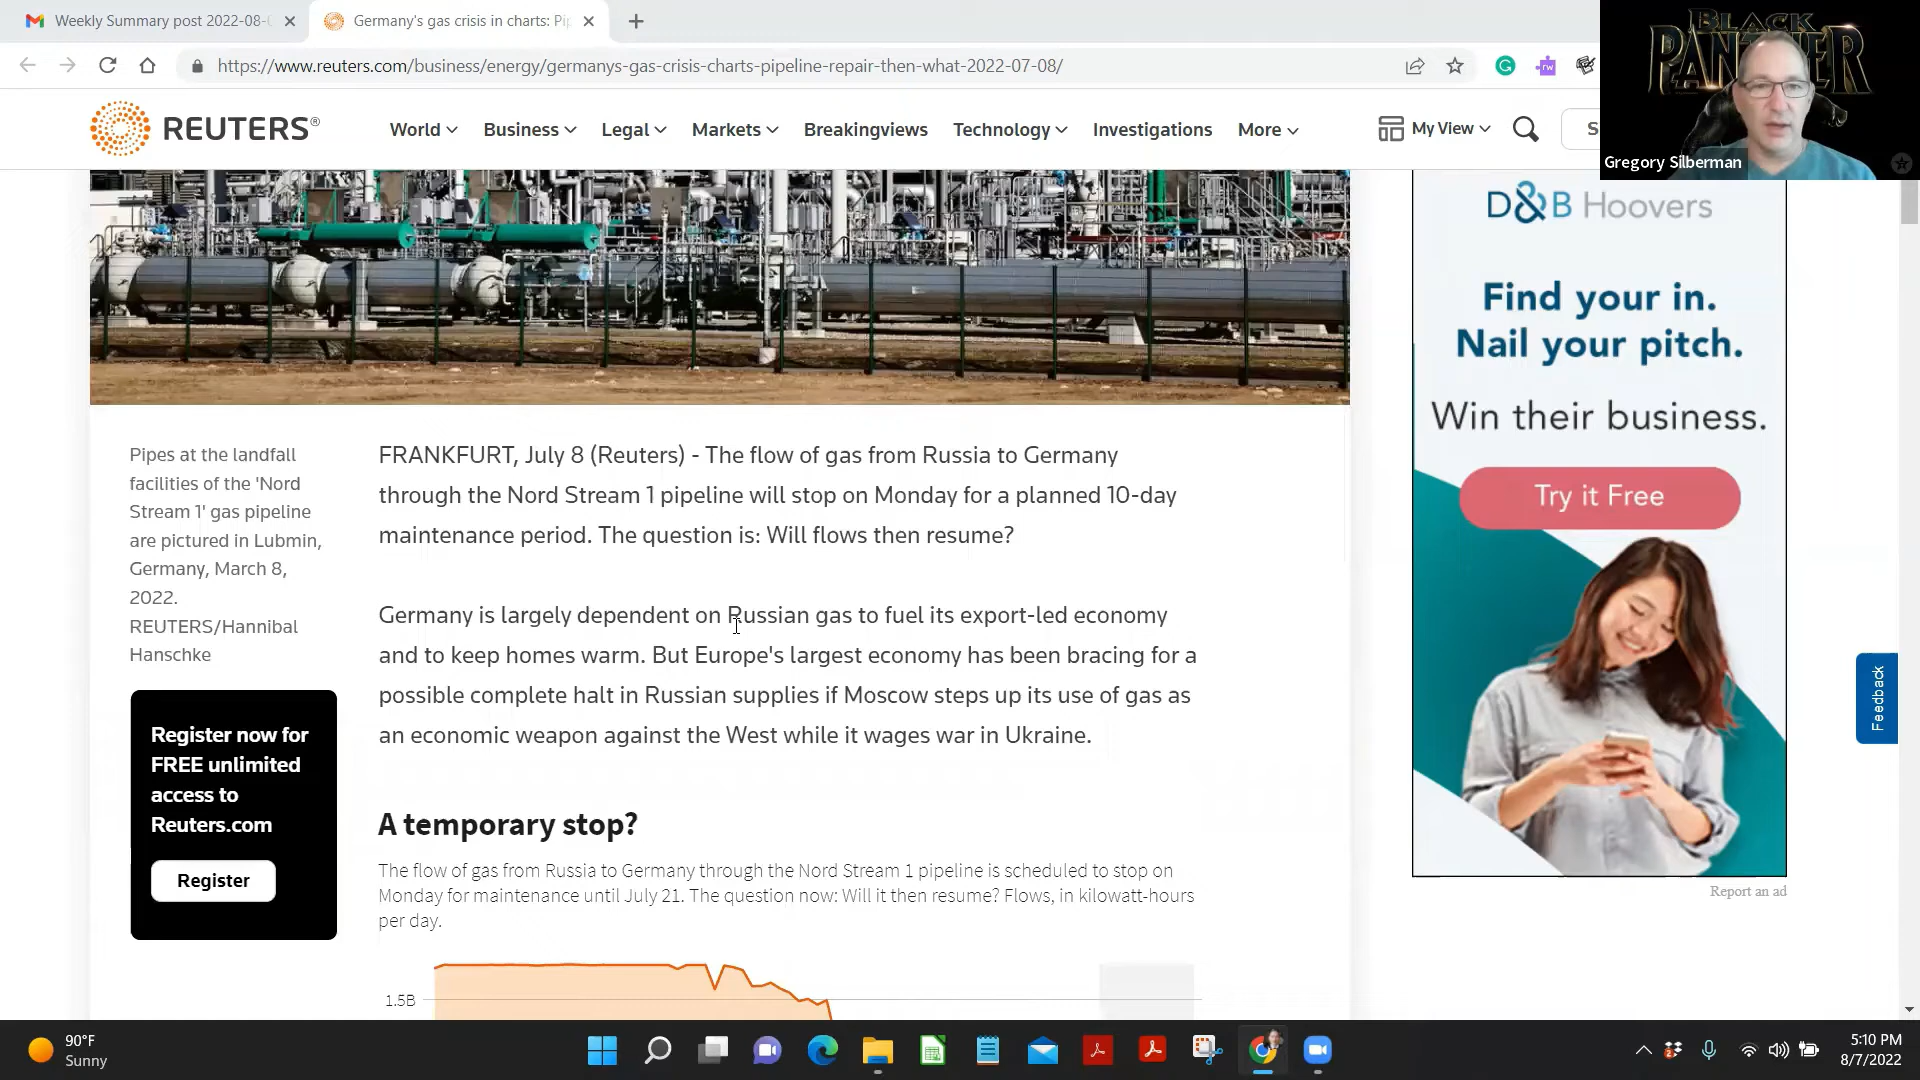 Weekly Summary post 2022-08-
Germany's gas crisis in charts: Pi
https://www.reuters.com/business/energy/germanys-gas-crisis-charts-pipeline-repair-then-what-2022-07-08/
REUTERS®
World
Business
Legal
Markets
Breakingviews
Technology
Investigations
More
My View
S
BLACK
PANTHER
Gregory Silberman
D&B Hoovers
Find your in.
Nail your pitch.
Win their business.
Try it Free
Report an ad
Feedback
Pipes at the landfall
facilities of the 'Nord
Stream 1' gas pipeline
are pictured in Lubmin,
Germany, March 8,
2022.
REUTERS/Hannibal
Hanschke
Register now for
FREE unlimited
access to
Reuters.com
Register
FRANKFURT, July 8 (Reuters) - The flow of gas from Russia to Germany
through the Nord Stream 1 pipeline will stop on Monday for a planned 10-day
maintenance period. The question is: Will flows then resume?
Germany is largely dependent on Russian gas to fuel its export-led economy
and to keep homes warm. But Europe's largest economy has been bracing for a
possible complete halt in Russian supplies if Moscow steps up its use of gas as
an economic weapon against the West while it wages war in Ukraine.
A temporary stop?
The flow of gas from Russia to Germany through the Nord Stream 1 pipeline is scheduled to stop on
Monday for maintenance until July 21. The question now: Will it then resume? Flows, in kilowatt-hours
per day.
1.5B
90°F
Sunny
5:10 PM
8/7/2022